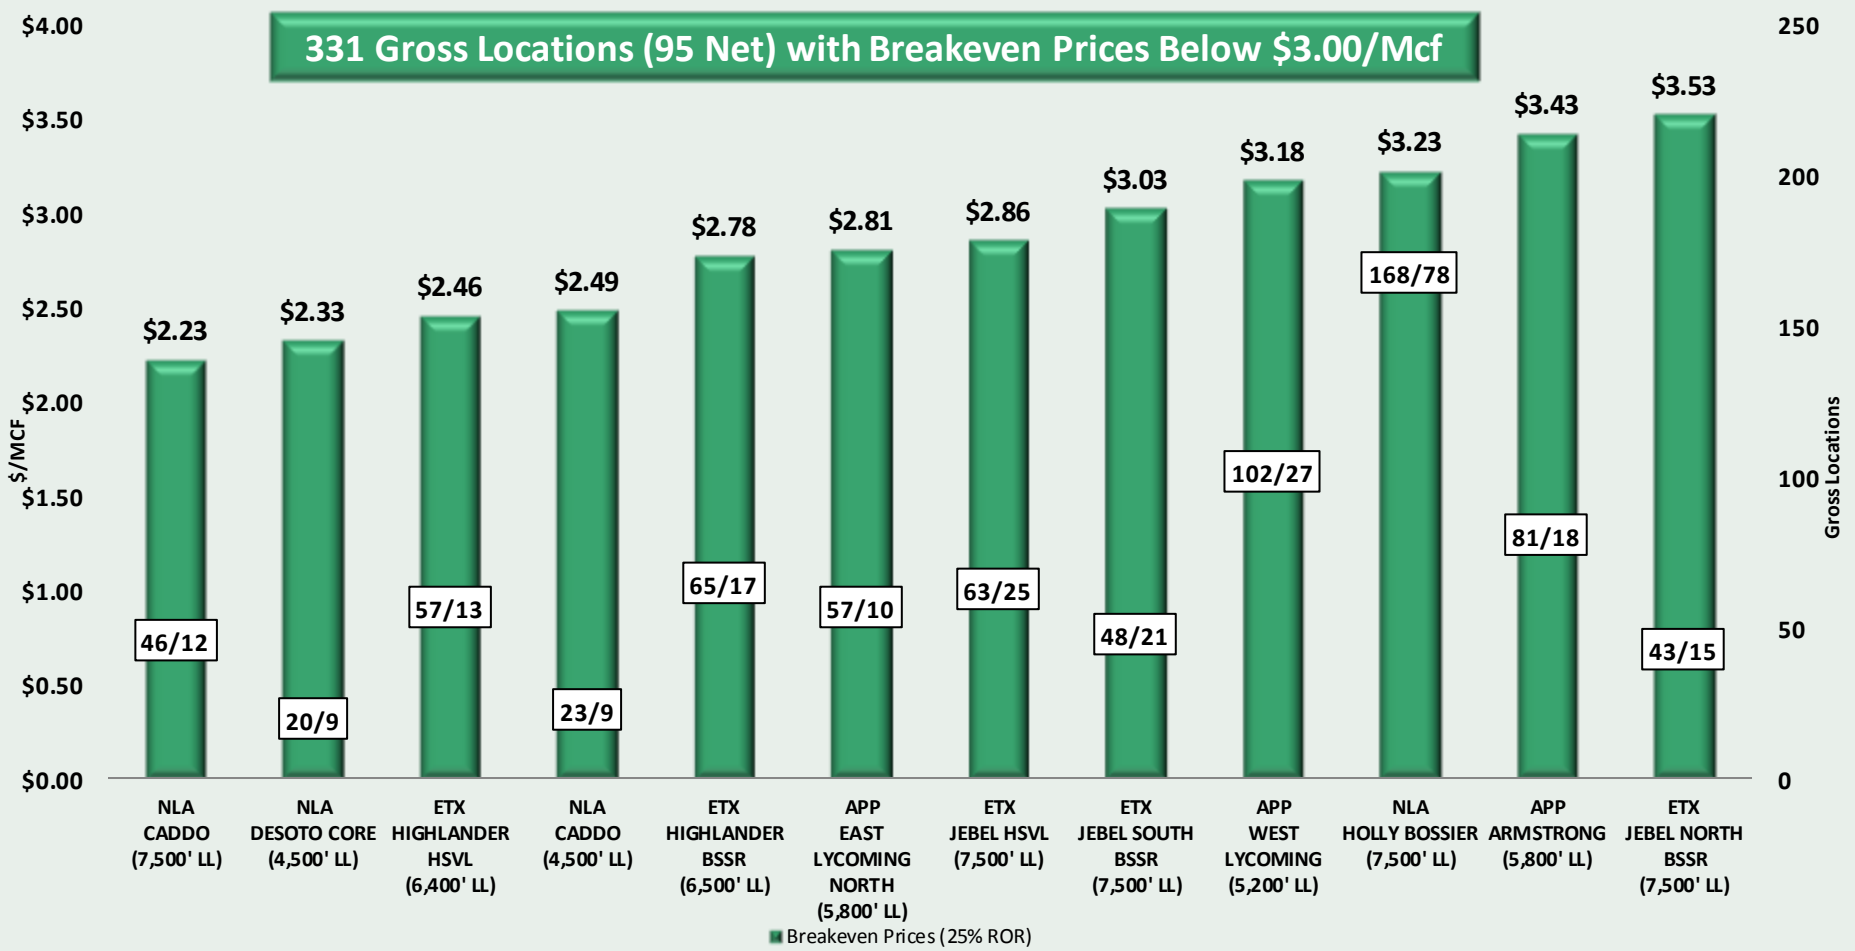 331 Gross Locations (95 Net) with Breakeven Prices Below $3.00/Mcf
$4.00
$3.50
$3.00
$2.50
$2.00
$1.50
$1.00
$0.50
$0.00
$/MCF
250
200
150
100
50
0
Gross Locations
$2.23
$2.33
$2.46
$2.49
$2.78
$2.81
$2.86
$3.03
$3.18
$3.23
$3.43
$3.53
46/12
20/9
57/13
23/9
65/17
57/10
63/25
48/21
102/27
168/78
81/18
43/15
NLA
CADDO
(7,500' LL)
NLA
DESOTO CORE
(4,500' LL)
ETX
HIGHLANDER
HSVL
(6,400' LL)
NLA
CADDO
(4,500' LL)
ETX
HIGHLANDER
BSSR
(6,500' LL)
APP
EAST
LYCOMING
NORTH
(5,800' LL)
ETX
JEBEL HSVL
(7,500' LL)
ETX
JEBEL SOUTH
BSSR
(7,500' LL)
APP
WEST
LYCOMING
(5,200' LL)
NLA
HOLLY BOSSIER
(7,500' LL)
APP
ARMSTRONG
(5,800' LL)
ETX
JEBEL NORTH
BSSR
(7,500' LL)
Breakeven Prices (25% ROR)